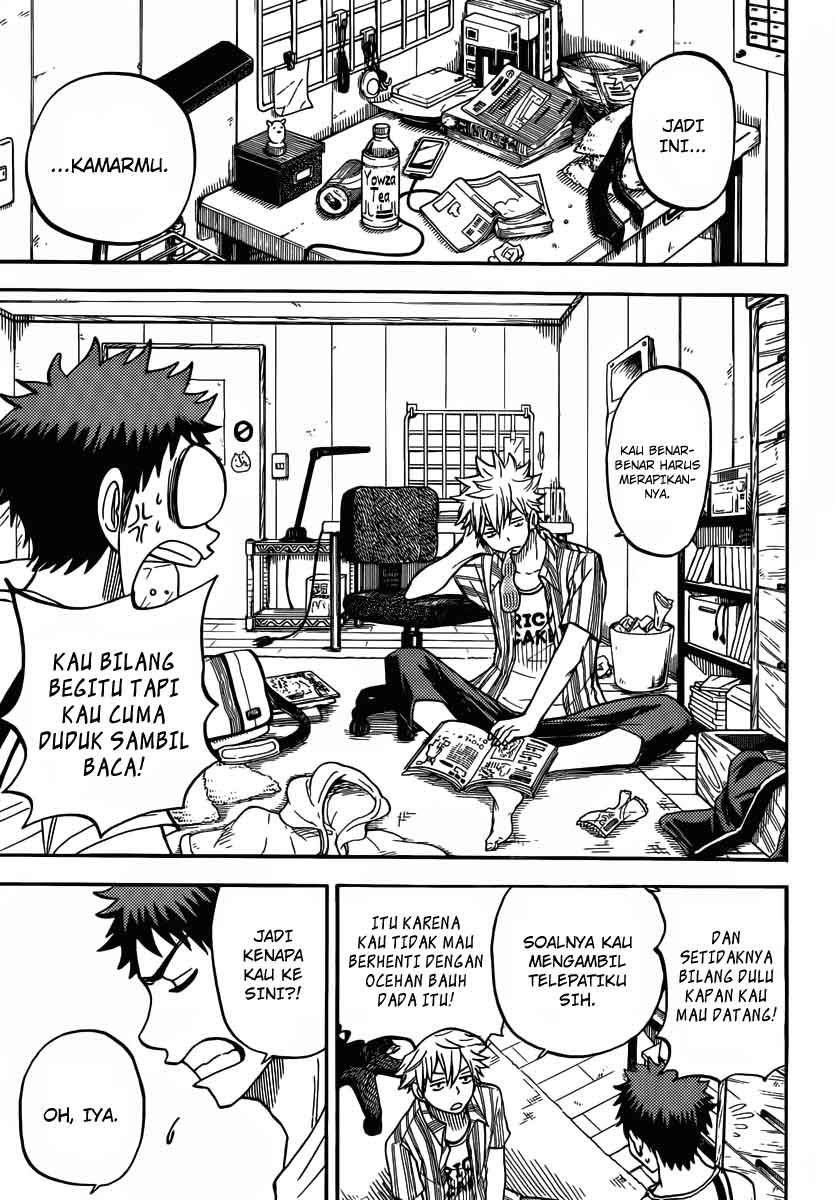 JADI
INI...
...KAMARMU.
Yowza
Tea
KAU BENAR-
BENAR HARUS
MERAPIKAN-
NYA.
KAU BILANG
BEGITU TAPI
KAU CUMA
DUDUK SAMBIL
BACA!
DAN
SETIDAKNYA
BILANG DULU
KAPAN KAU
MAU DATANG!
SOALNYA KAU
MENGAMBIL
TELEPATIKU
SIH.
ITU KARENA
KAU TIDAK MAU
BERHENTI DENGAN
OCEHAN BAUH
DADA ITU!
JADI
KENAPA
KAU KE
SINI?!
OH, IYA.